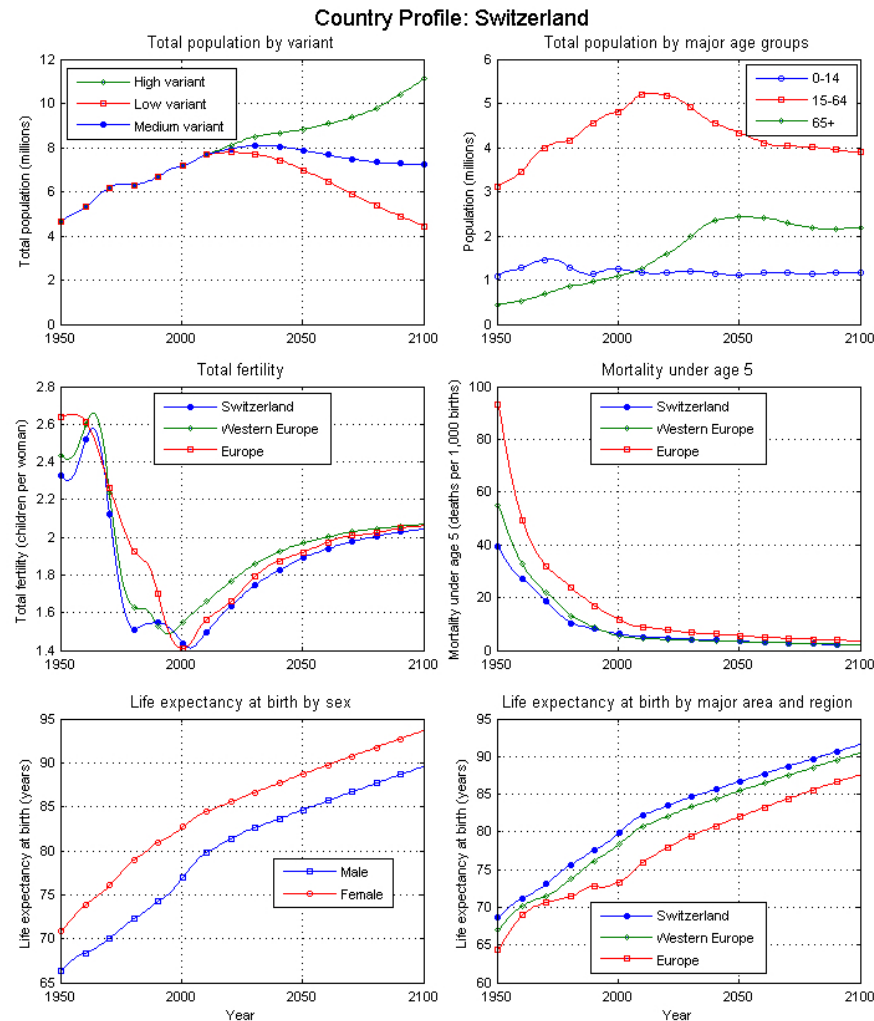 Country Profile: Switzerland
Total population by variant
Total population (millions)
12
10
8
6
4
2
0
High variant
Low variant
Medium variant
1950
2000
2050
2100
Total population by major age groups
Population (millions)
6
5
4
3
2
1
0
0-14
15-64
65+
1950
2000
2050
2100
Total fertility
Total fertility (children per woman)
2.8
2.6
2.4
2.2
2
1.8
1.6
1.4
Switzerland
Western Europe
Europe
1950
2000
2050
2100
Mortality under age 5
Mortality under age 5 (deaths per 1,000 births)
100
80
60
40
20
0
Switzerland
Western Europe
Europe
1950
2000
2050
2100
Life expectancy at birth by sex
Life expectancy at birth (years)
95
90
85
80
75
70
65
Male
Female
1950
2000
2050
2100
Year
Life expectancy at birth by major area and region
Life expectancy at birth (years)
95
90
85
80
75
70
65
60
Switzerland
Western Europe
Europe
1950
2000
2050
2100
Year